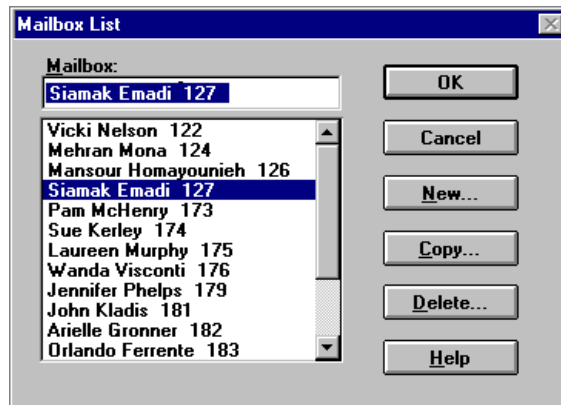 Mailbox List
Mailbox:
Siamak Emadi 127
Vicki Nelson 122
Mehran Mona 124
Mansour Homayounieh 126
Siamak Emadi 127
Pam McHenry 173
Sue Kerley 174
Laureen Murphy 175
Wanda Visconti 176
Jennifer Phelps 179
John Kladis 181
Arielle Gronner 182
Orlando Ferrente 183
OK
Cancel
New...
Copy...
Delete...
Help